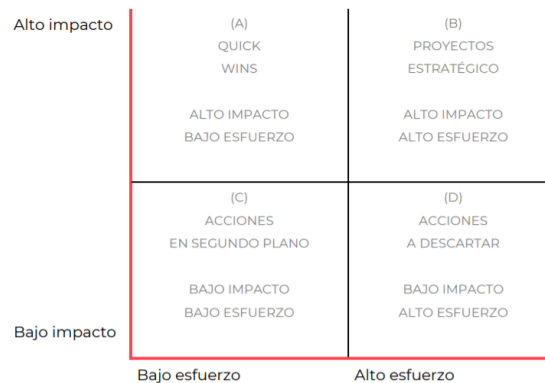 Alto impacto
(A)
QUICK
WINS
ALTO IMPACTO
BAJO ESFUERZO
(B)
PROYECTOS
ESTRATÉGICO
ALTO IMPACTO
ALTO ESFUERZO
(C)
ACCIONES
EN SEGUNDO PLANO
BAJO IMPACTO
BAJO ESFUERZO
(D)
ACCIONES
A DESCARTAR
BAJO IMPACTO
ALTO ESFUERZO
Bajo impacto
Bajo esfuerzo
Alto esfuerzo